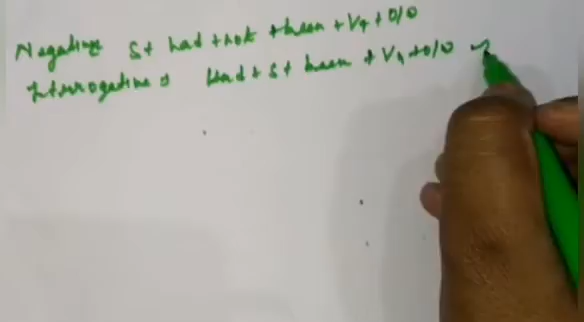 Negative S+ had +not +been +V4 +O/O
Interrogative Had+ S+ been + V4 +O/O